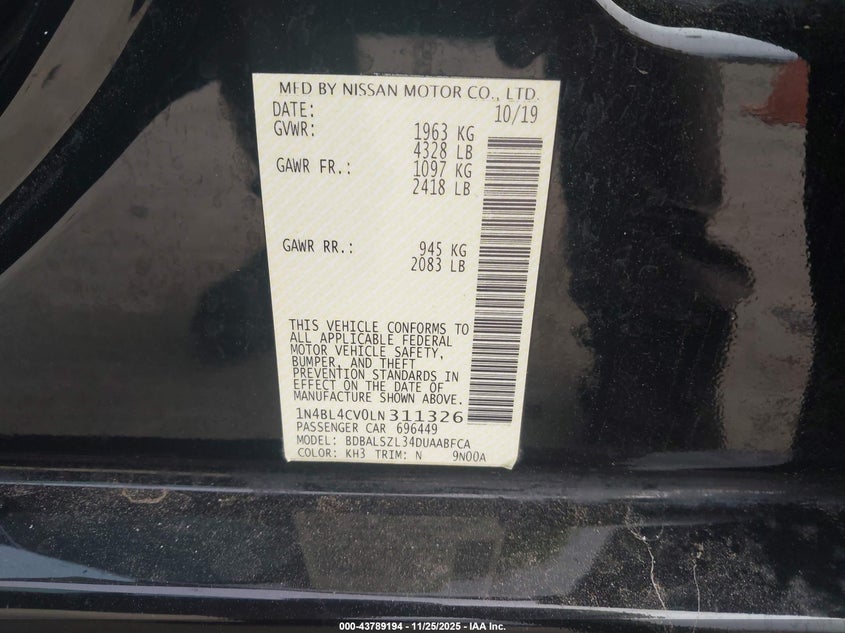 MFD BY NISSAN MOTOR CO., LTD.
DATE: 10/19
GVWR: 1963 KG
4328 LB
GAWR FR.: 1097 KG
2418 LB
GAWR RR.: 945 KG
2083 LB
THIS VEHICLE CONFORMS TO
ALL APPLICABLE FEDERAL
MOTOR VEHICLE SAFETY,
BUMPER, AND THEFT
PREVENTION STANDARDS IN
EFFECT ON THE DATE OF
MANUFACTURE SHOWN ABOVE.
1N4BL4CV0LN311326
PASSENGER CAR 696449
MODEL: BDBALSZL34DUAABFCA
COLOR: KH3 TRIM: N 9N00A
000-43789194 - 11/25/2025 - IAA Inc.